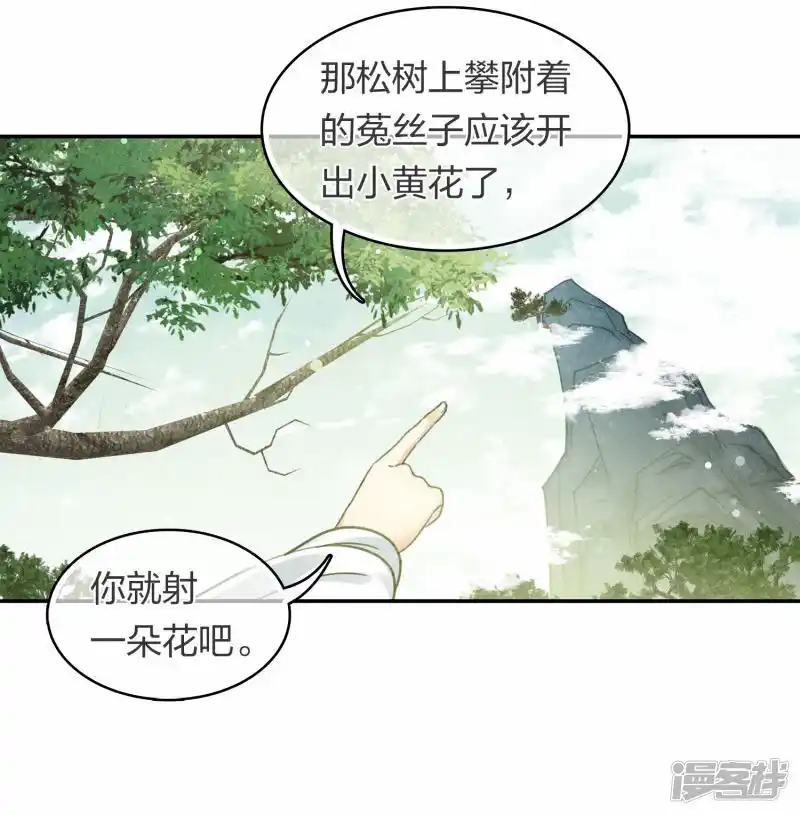 那松树上攀附着
的菟丝子应该开
出小黄花了，
你就射
一朵花吧。
漫客栈